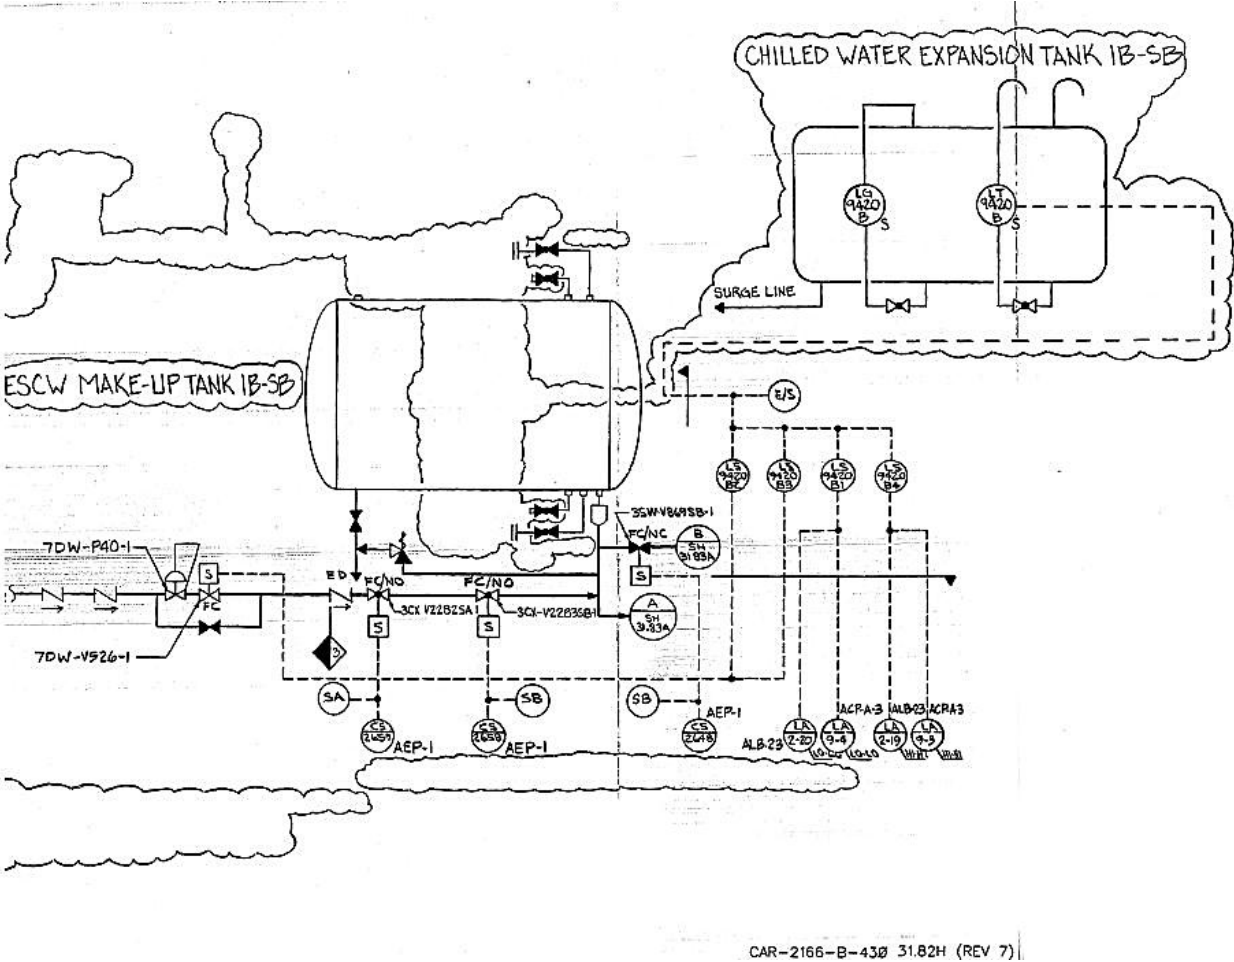 CHILLED WATER EXPANSION TANK 1B-SB
LG
9420
B
S
LT
9420
B
S
SURGE LINE
ESCW MAKE-UP TANK 1B-SB
E/S
LS
9420
B2
LS
9420
B3
LS
9420
B1
LS
9420
B4
3SW-V869SB-1
FC/NC
B
SH
31.83A
S
7DW-P40-1
S
FC
ED
FC/NO
FC/NO
3CX-V2282SA
3CX-V2283SB-1
A
SH
31.83A
S
S
3
7DW-V526-1
SA
SB
SB
CS
2659
AEP-1
CS
2658
AEP-1
AEP-1
CS
2648
ACP-A-3
ALB-23
ACP-A3
ALB-23
LA
2-20
LO-LO
LA
9-4
LO-LO
LA
2-19
HI-HI
LA
9-3
HI-HI
CAR-2166-B-430 31.82H (REV 7)